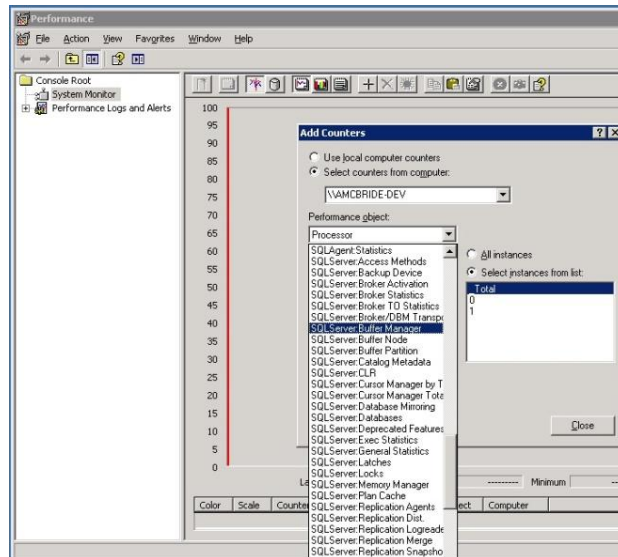 Performance
File Action View Favorites Window Help
Console Root
System Monitor
Performance Logs and Alerts
100
95
90
85
80
75
70
65
60
55
50
45
40
35
30
25
20
15
10
5
0
Add Counters
Use local computer counters
Select counters from computer:
\\AMCBRIDE-DEV
Performance object:
Processor
SQLAgent:Statistics
SQLServer:Access Methods
SQLServer:Backup Device
SQLServer:Broker Activation
SQLServer:Broker Statistics
SQLServer:Broker TO Statistics
SQLServer:Broker/DBM Transpo
SQLServer:Buffer Manager
SQLServer:Buffer Node
SQLServer:Buffer Partition
SQLServer:Catalog Metadata
SQLServer:CLR
SQLServer:Cursor Manager by T
SQLServer:Cursor Manager Tota
SQLServer:Database Mirroring
SQLServer:Databases
SQLServer:Deprecated Features
SQLServer:Exec Statistics
SQLServer:General Statistics
SQLServer:Latches
SQLServer:Locks
SQLServer:Memory Manager
SQLServer:Plan Cache
SQLServer:Replication Agents
SQLServer:Replication Dist.
SQLServer:Replication Logreade
SQLServer:Replication Merge
SQLServer:Replication Snapsho
All instances
Select instances from list:
_Total
0
1
Close
La --------- Minimum --
Color Scale Counte ect Computer